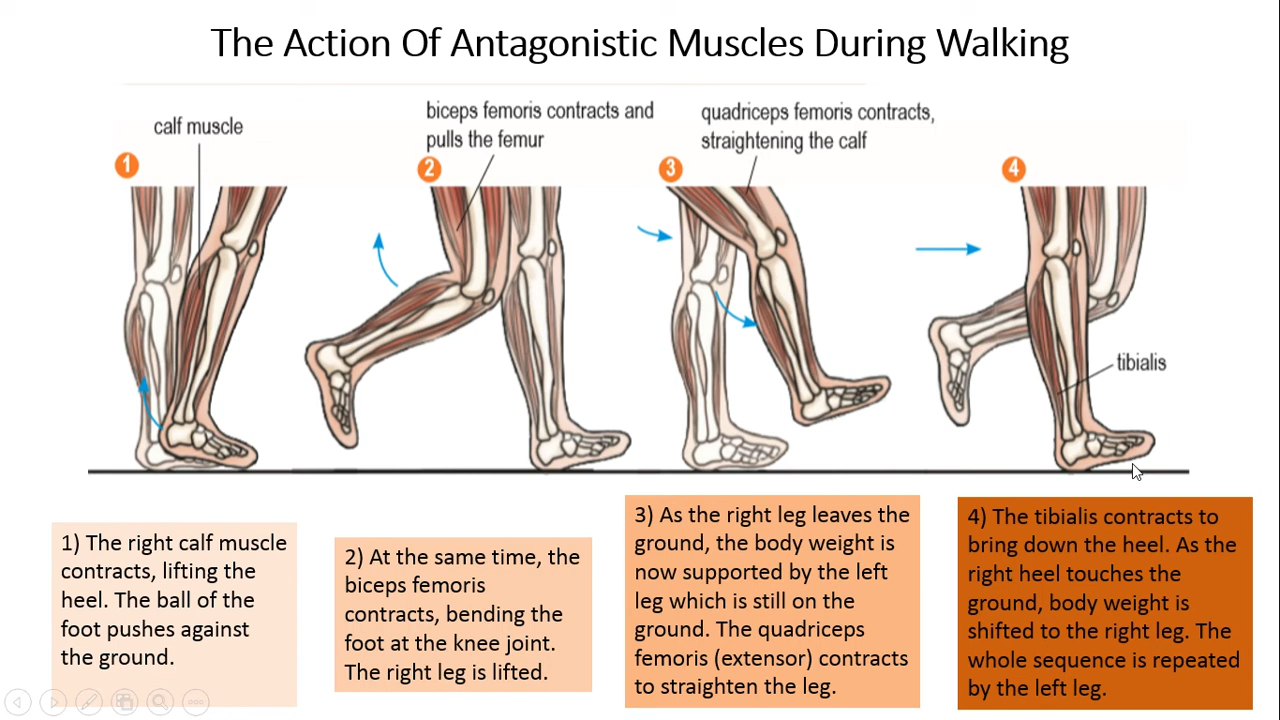 The Action Of Antagonistic Muscles During Walking
calf muscle
biceps femoris contracts and
pulls the femur
quadriceps femoris contracts,
straightening the calf
1
2
3
4
tibialis
1) The right calf muscle
contracts, lifting the
heel. The ball of the
foot pushes against
the ground.
2) At the same time, the
biceps femoris
contracts, bending the
foot at the knee joint.
The right leg is lifted.
3) As the right leg leaves the
ground, the body weight is
now supported by the left
leg which is still on the
ground. The quadriceps
femoris (extensor) contracts
to straighten the leg.
4) The tibialis contracts to
bring down the heel. As the
right heel touches the
ground, body weight is
shifted to the right leg. The
whole sequence is repeated
by the left leg.